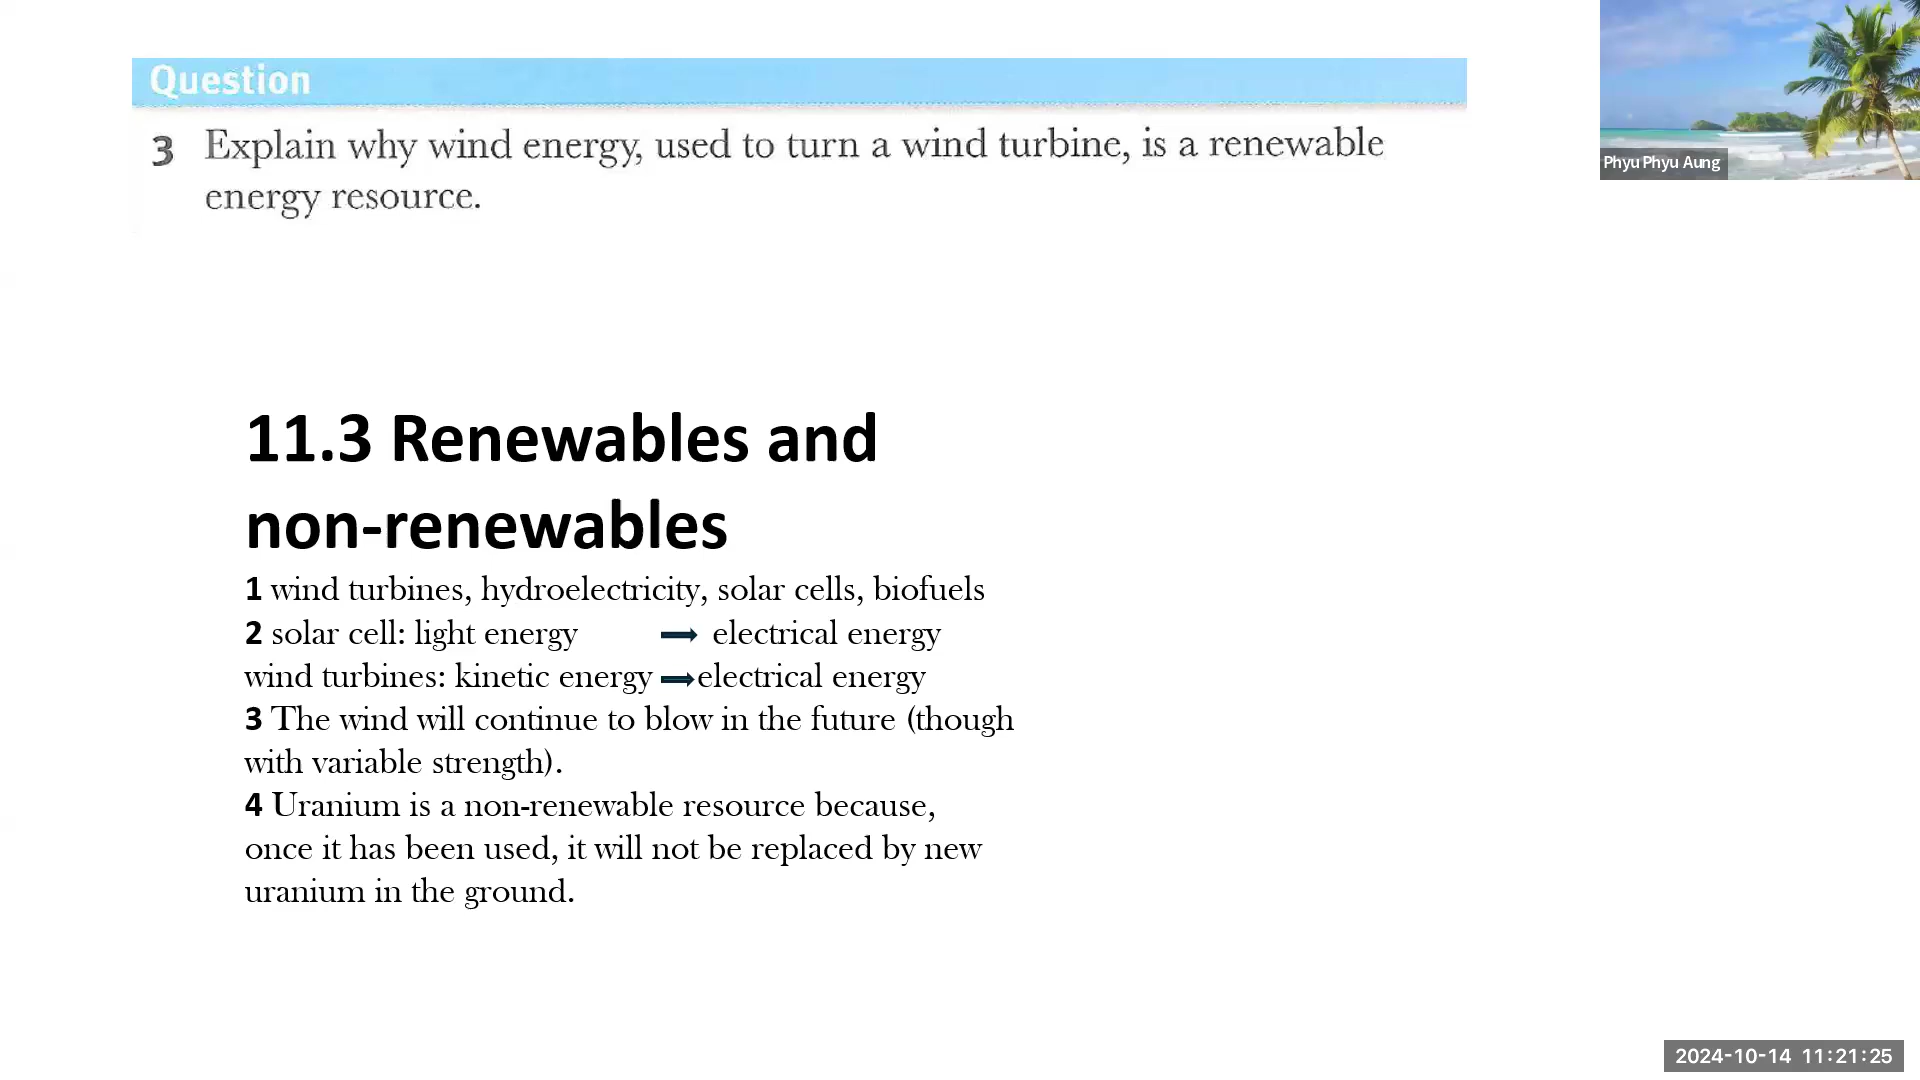 Question
3 Explain why wind energy, used to turn a wind turbine, is a renewable
energy resource.
Phyu Phyu Aung
11.3 Renewables and
non-renewables
1 wind turbines, hydroelectricity, solar cells, biofuels
2 solar cell: light energy → electrical energy
wind turbines: kinetic energy → electrical energy
3 The wind will continue to blow in the future (though
with variable strength).
4 Uranium is a non-renewable resource because,
once it has been used, it will not be replaced by new
uranium in the ground.
2024-10-14 11:21:25